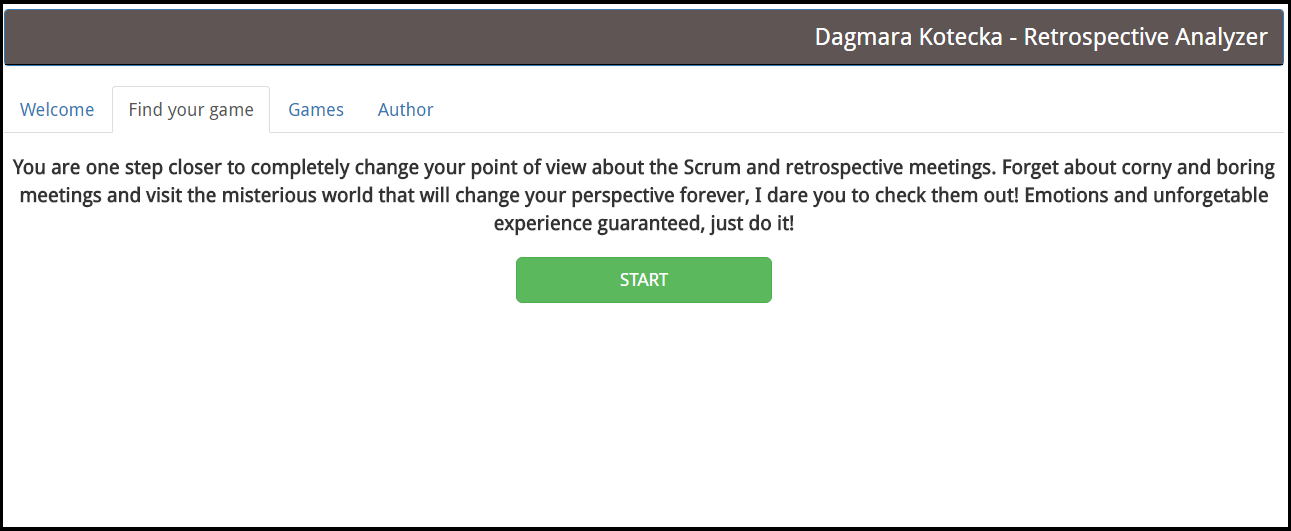 Dagmara Kotecka - Retrospective Analyzer
Welcome
Find your game
Games
Author
You are one step closer to completely change your point of view about the Scrum and retrospective meetings. Forget about corny and boring
meetings and visit the misterious world that will change your perspective forever, I dare you to check them out! Emotions and unforgetable
experience guaranteed, just do it!
START